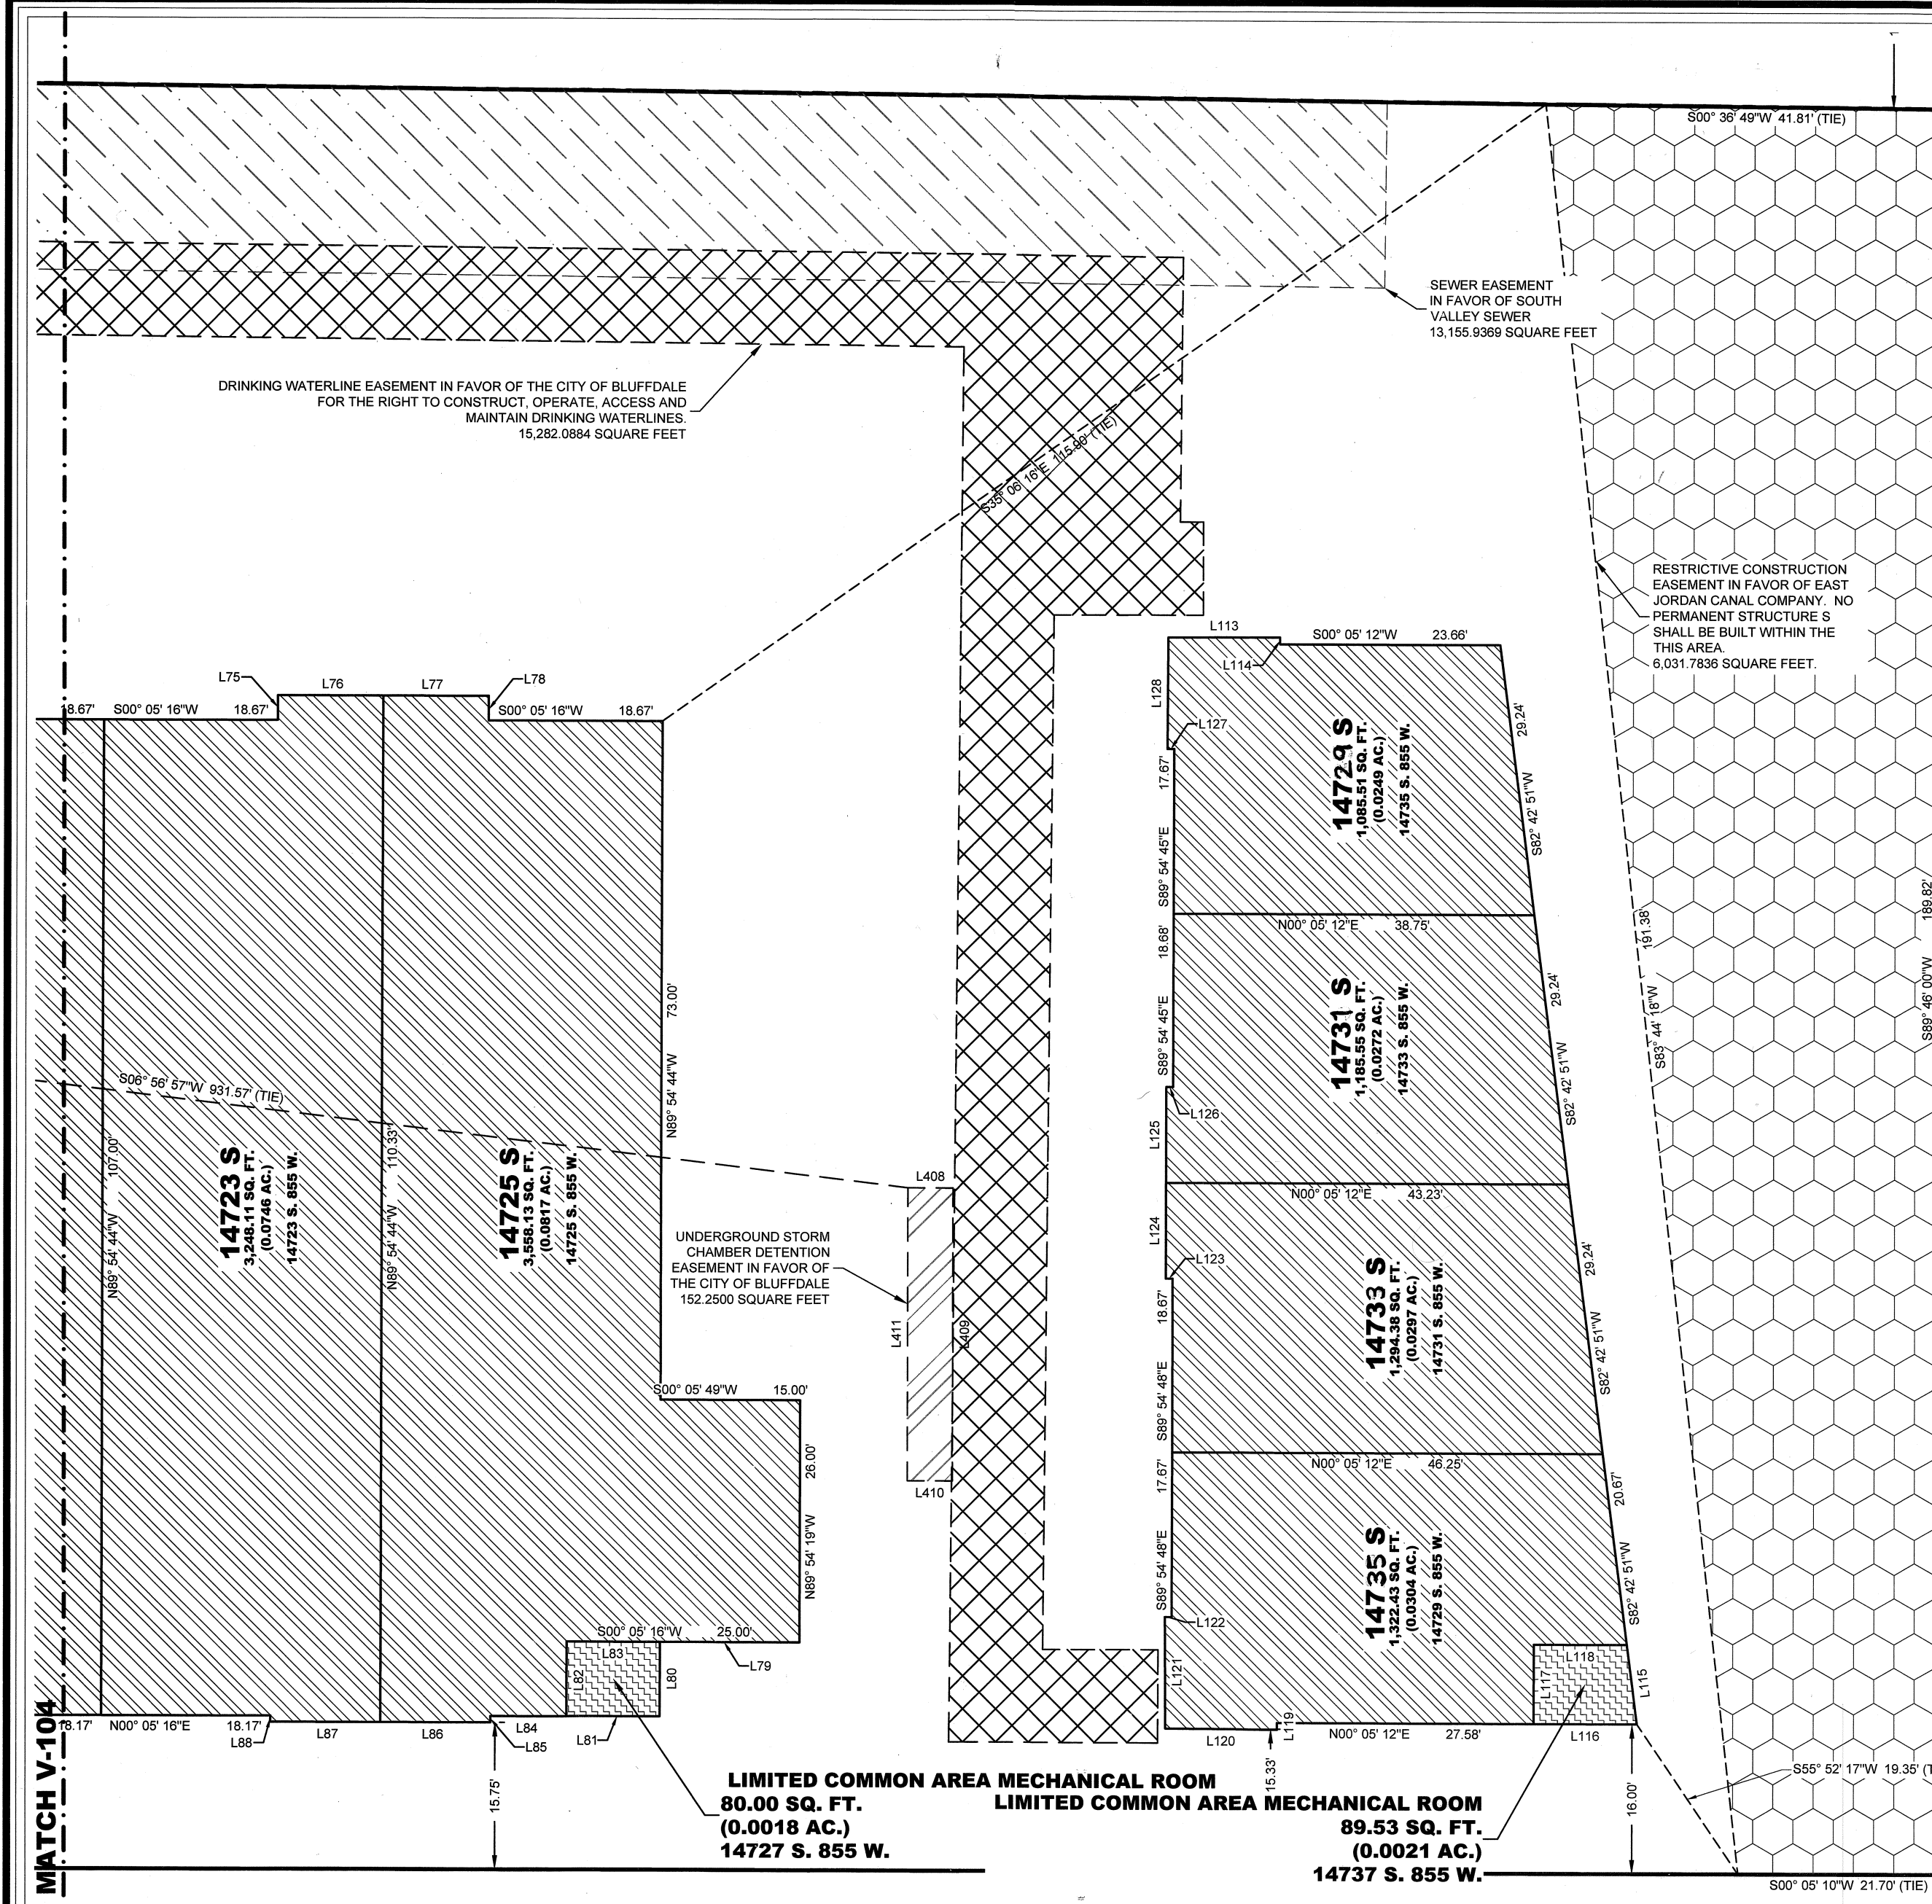 1
S00° 36' 49"W 41.81' (TIE)
SEWER EASEMENT
IN FAVOR OF SOUTH
VALLEY SEWER
13,155.9369 SQUARE FEET
DRINKING WATERLINE EASEMENT IN FAVOR OF THE CITY OF BLUFFDALE
FOR THE RIGHT TO CONSTRUCT, OPERATE, ACCESS AND
MAINTAIN DRINKING WATERLINES.
15,282.0884 SQUARE FEET
S35° 06' 16"E 115.90' (TIE)
RESTRICTIVE CONSTRUCTION
EASEMENT IN FAVOR OF EAST
JORDAN CANAL COMPANY. NO
PERMANENT STRUCTURE S
SHALL BE BUILT WITHIN THE
THIS AREA.
6,031.7836 SQUARE FEET.
L113
S00° 05' 12"W 23.66'
L114
L75
L76
L77
L78
18.67'
S00° 05' 16"W 18.67'
S00° 05' 16"W 18.67'
L128
L127
17.67'
S89° 54' 45"E
14729 S
1,085.51 SQ. FT.
(0.0249 AC.)
14735 S. 855 W.
29.24'
S82° 42' 51"W
N00° 05' 12"E 38.75'
18.68'
S89° 54' 45"E
14731 S
1,185.55 SQ. FT.
(0.0272 AC.)
14733 S. 855 W.
29.24'
S82° 42' 51"W
191.38'
S83° 44' 18"W
189.82'
S89° 46' 00"W
73.00'
N89° 54' 44"W
S06° 56' 57"W 931.57' (TIE)
L126
L125
107.00'
N89° 54' 44"W
14723 S
3,248.11 SQ. FT.
(0.0746 AC.)
14723 S. 855 W.
110.33'
N89° 54' 44"W
14725 S
3,558.13 SQ. FT.
(0.0817 AC.)
14725 S. 855 W.
L408
N00° 05' 12"E 43.23'
L124
L123
UNDERGROUND STORM
CHAMBER DETENTION
EASEMENT IN FAVOR OF
THE CITY OF BLUFFDALE
152.2500 SQUARE FEET
L411
L409
L410
18.67'
S89° 54' 48"E
14733 S
1,294.38 SQ. FT.
(0.0297 AC.)
14731 S. 855 W.
29.24'
S82° 42' 51"W
S00° 05' 49"W 15.00'
26.00'
N89° 54' 19"W
N00° 05' 12"E 46.25'
17.67'
S89° 54' 48"E
14735 S
1,322.43 SQ. FT.
(0.0304 AC.)
14729 S. 855 W.
20.67'
S82° 42' 51"W
L122
L121
S00° 05' 16"W 25.00'
L83
L82
L80
L79
L118
L117
L115
18.17'
N00° 05' 16"E 18.17'
L88
L87
L86
L84
L85
L81
L120
L119
N00° 05' 12"E 27.58'
L116
15.75'
15.33'
16.00'
S55° 52' 17"W 19.35'
MATCH V-104
LIMITED COMMON AREA MECHANICAL ROOM
80.00 SQ. FT.
(0.0018 AC.)
14727 S. 855 W.
LIMITED COMMON AREA MECHANICAL ROOM
89.53 SQ. FT.
(0.0021 AC.)
14737 S. 855 W.
S00° 05' 10"W 21.70' (TIE)